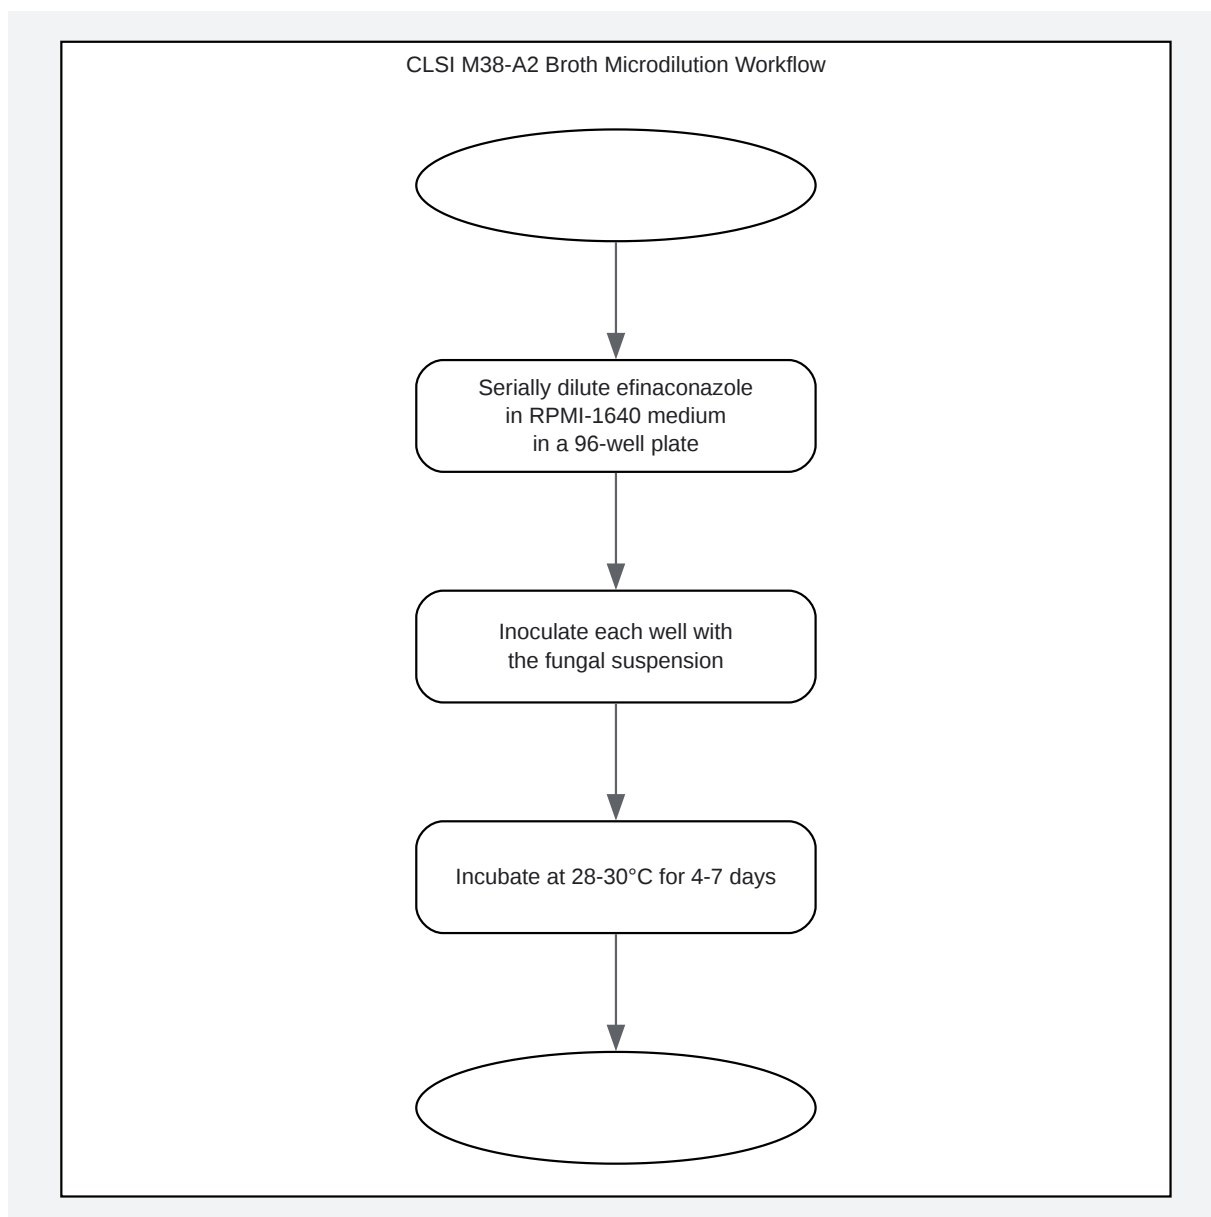 CLSI M38-A2 Broth Microdilution Workflow
Serially dilute efinaconazole
in RPMI-1640 medium
in a 96-well plate
Inoculate each well with
the fungal suspension
Incubate at 28-30°C for 4-7 days